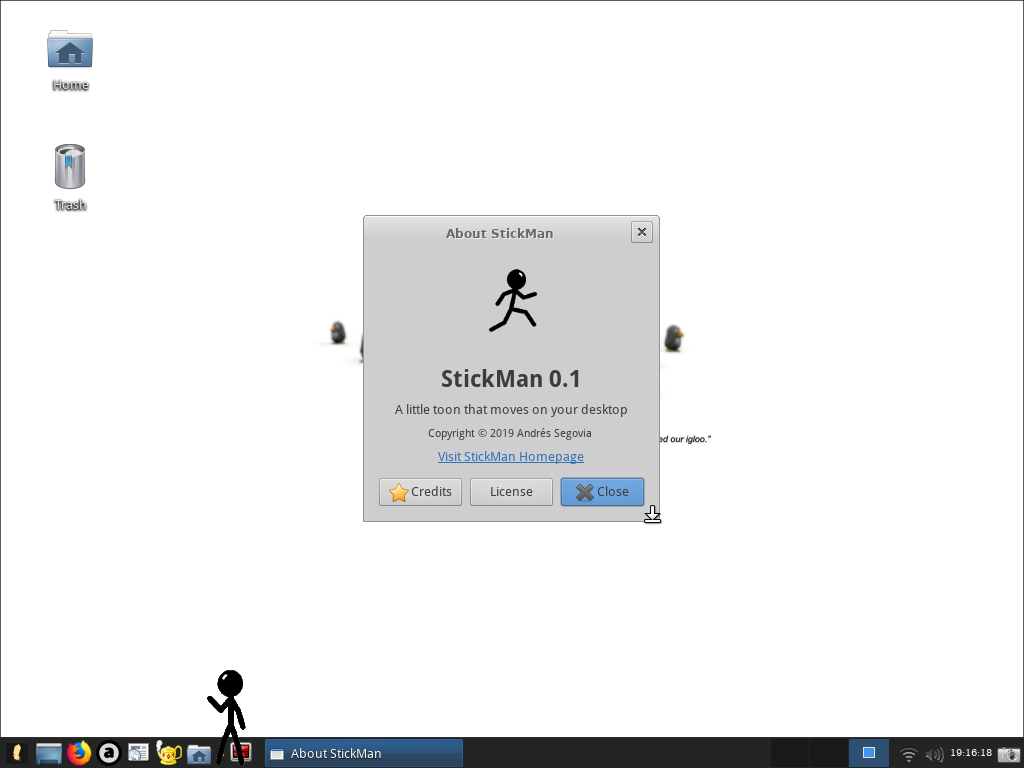 Home
Trash
About StickMan
StickMan 0.1
A little toon that moves on your desktop
Copyright © 2019 Andrés Segovia
ed our igloo."
Visit StickMan Homepage
Credits License Close
About StickMan 19:16:18